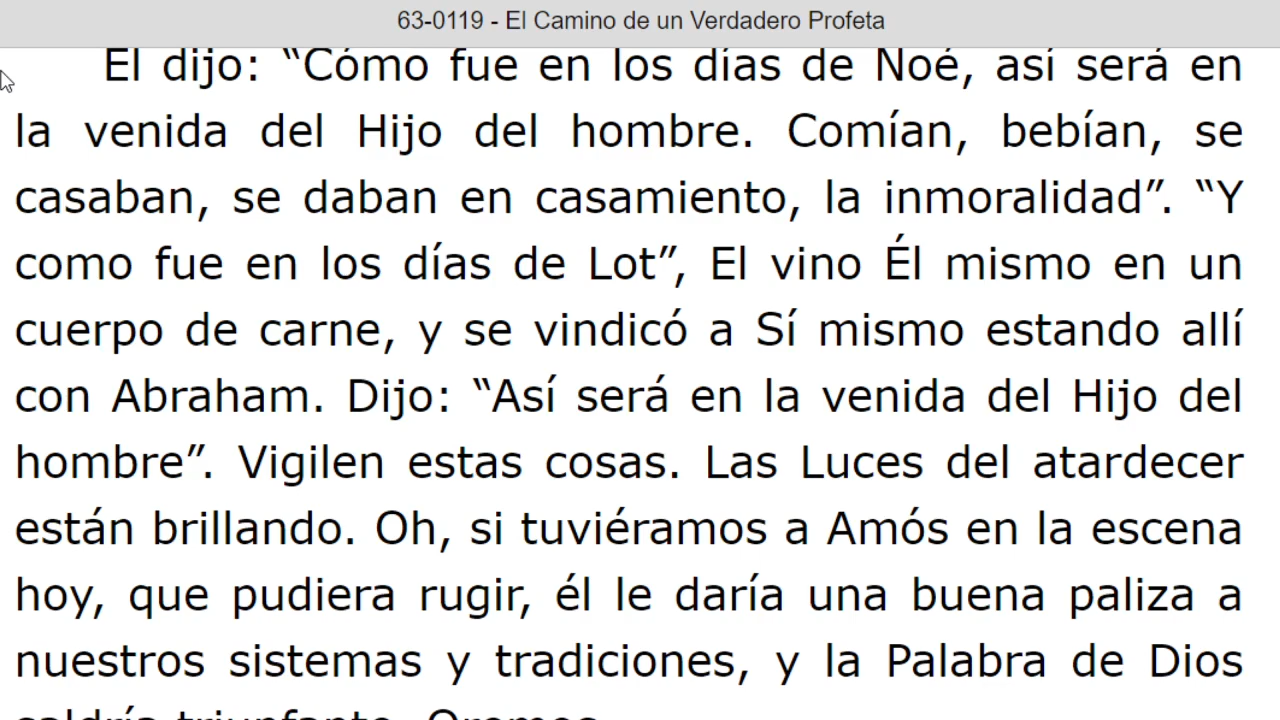 63-0119 - El Camino de un Verdadero Profeta
El dijo: “Cómo fue en los días de Noé, así será en
la venida del Hijo del hombre. Comían, bebían, se
casaban, se daban en casamiento, la inmoralidad”. “Y
como fue en los días de Lot”, El vino Él mismo en un
cuerpo de carne, y se vindicó a Sí mismo estando allí
con Abraham. Dijo: “Así será en la venida del Hijo del
hombre”. Vigilen estas cosas. Las Luces del atardecer
están brillando. Oh, si tuviéramos a Amós en la escena
hoy, que pudiera rugir, él le daría una buena paliza a
nuestros sistemas y tradiciones, y la Palabra de Dios
saldría triunfante. Oremos.